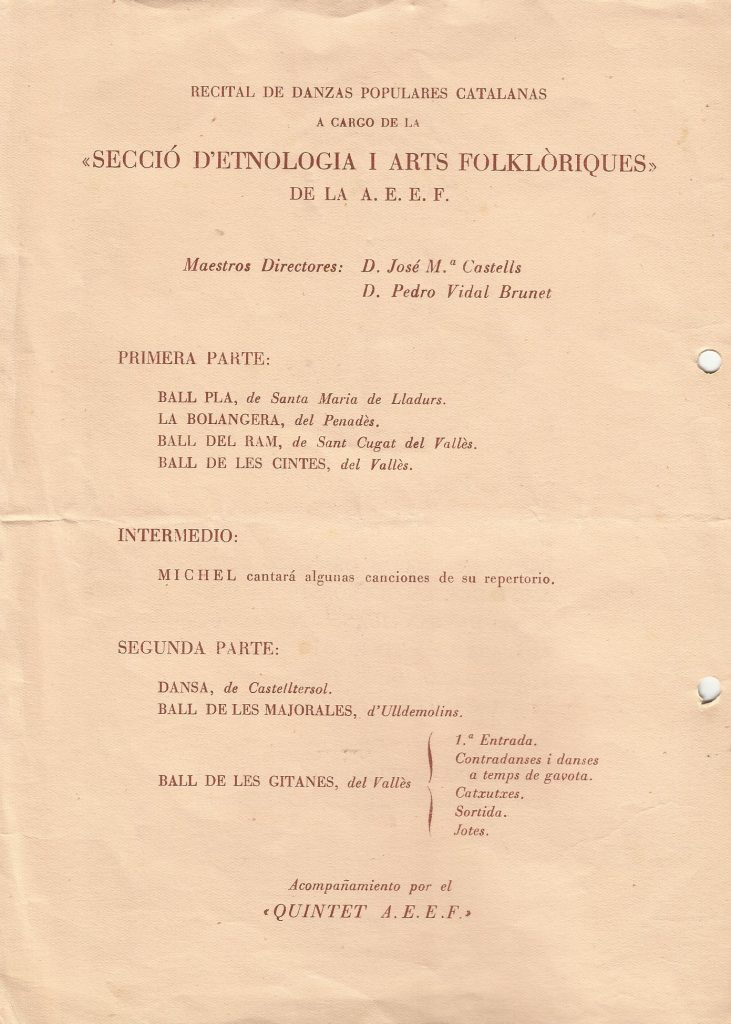 RECITAL DE DANZAS POPULARES CATALANAS
A CARGO DE LA
«SECCIÓ D'ETNOLOGIA I ARTS FOLKLÒRIQUES»
DE LA A. E. E. F.
Maestros Directores: D. José M.ª Castells
D. Pedro Vidal Brunet
PRIMERA PARTE:
BALL PLA, de Santa Maria de Lladurs.
LA BOLANGERA, del Penadès.
BALL DEL RAM, de Sant Cugat del Vallès.
BALL DE LES CINTES, del Vallès.
INTERMEDIO:
MICHEL cantará algunas canciones de su repertorio.
SEGUNDA PARTE:
DANSA, de Castelltersol.
BALL DE LES MAJORALES, d'Ulldemolins.
BALL DE LES GITANES, del Vallès
1.ª Entrada.
Contradanses i danses
a temps de gavota.
Catxutxes.
Sortida.
Jotes.
Acompañamiento por el
«QUINTET A. E. E. F.»